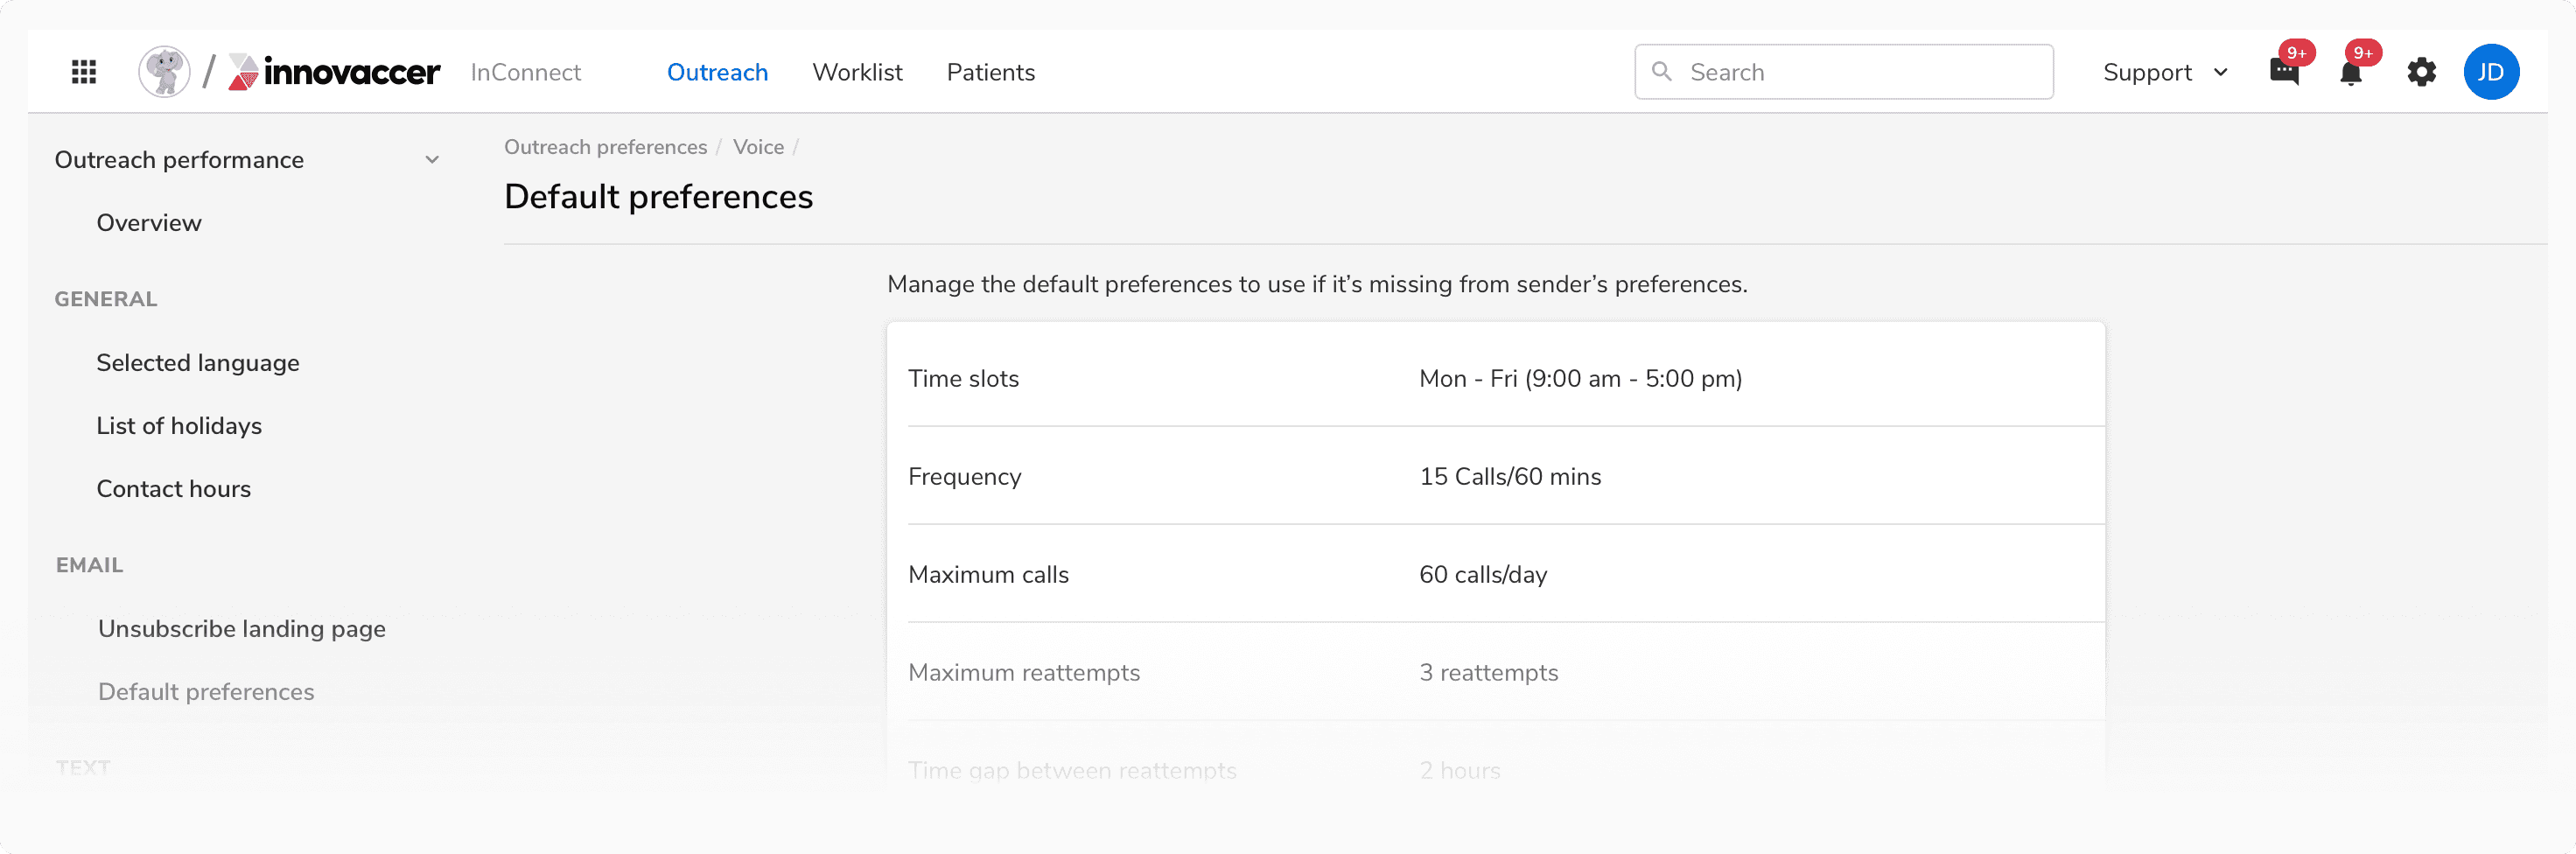 / innovaccer InConnect Outreach Worklist Patients Search Support 9+ 9+ JD
Outreach performance
Overview
GENERAL
Selected language
List of holidays
Contact hours
EMAIL
Unsubscribe landing page
Default preferences
TEXT
Outreach preferences / Voice /
Default preferences
Manage the default preferences to use if it’s missing from sender’s preferences.
Time slots Mon - Fri (9:00 am - 5:00 pm)
Frequency 15 Calls/60 mins
Maximum calls 60 calls/day
Maximum reattempts 3 reattempts
Time gap between reattempts 2 hours